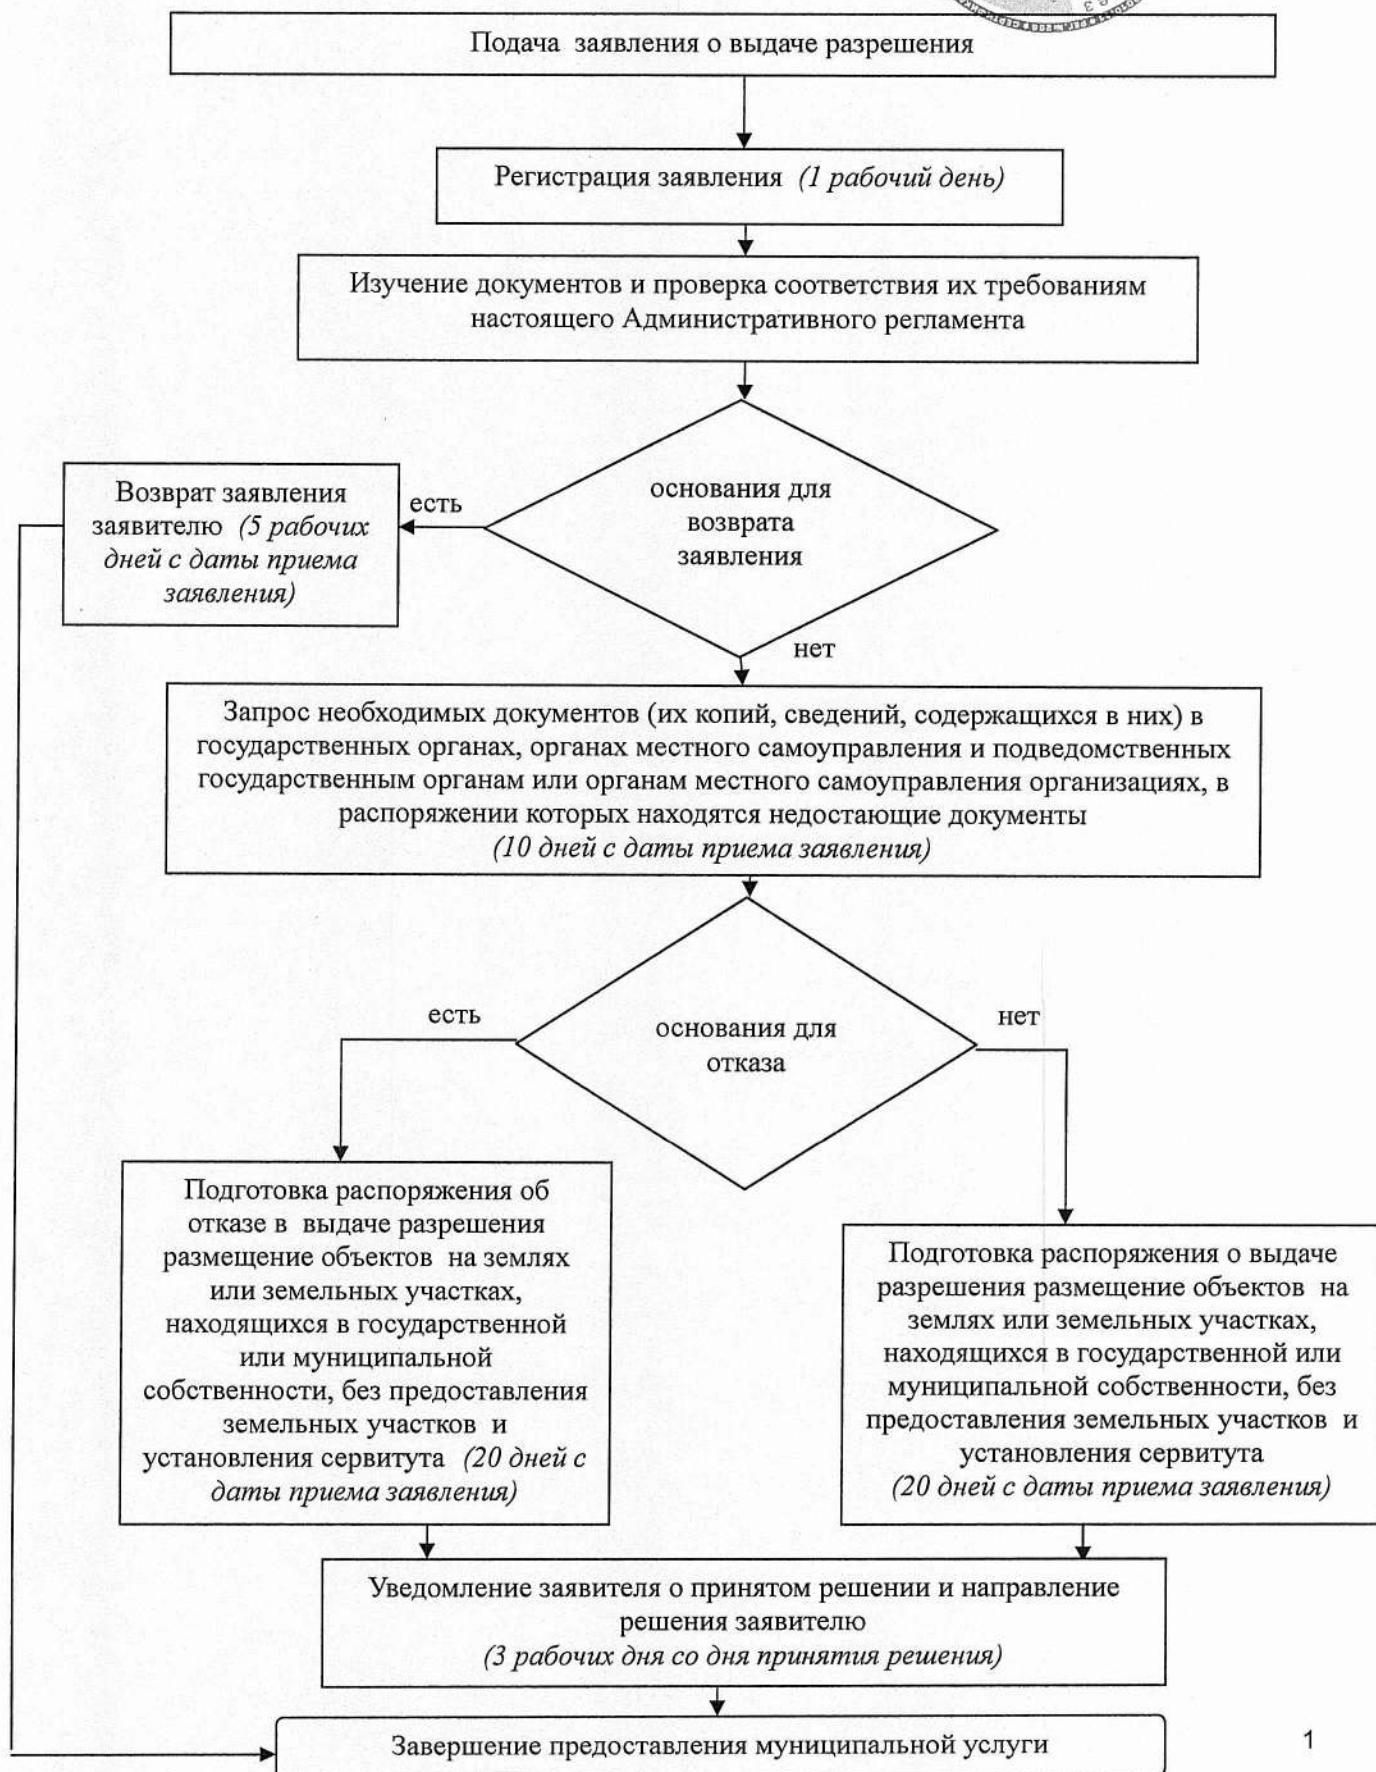 Подача заявления о выдаче разрешения
Регистрация заявления (1 рабочий день)
Изучение документов и проверка соответствия их требованиям
настоящего Административного регламента
основания для
возврата
заявления
есть
Возврат заявления
заявителю (5 рабочих
дней с даты приема
заявления)
нет
Запрос необходимых документов (их копий, сведений, содержащихся в них) в
государственных органах, органах местного самоуправления и подведомственных
государственным органам или органам местного самоуправления организациях, в
распоряжении которых находятся недостающие документы
(10 дней с даты приема заявления)
основания для
отказа
есть
нет
Подготовка распоряжения об
отказе в выдаче разрешения
размещение объектов на землях
или земельных участках,
находящихся в государственной
или муниципальной
собственности, без предоставления
земельных участков и
установления сервитута (20 дней с
даты приема заявления)
Подготовка распоряжения о выдаче
разрешения размещение объектов на
землях или земельных участках,
находящихся в государственной или
муниципальной собственности, без
предоставления земельных участков и
установления сервитута
(20 дней с даты приема заявления)
Уведомление заявителя о принятом решении и направление
решения заявителю
(3 рабочих дня со дня принятия решения)
Завершение предоставления муниципальной услуги
1